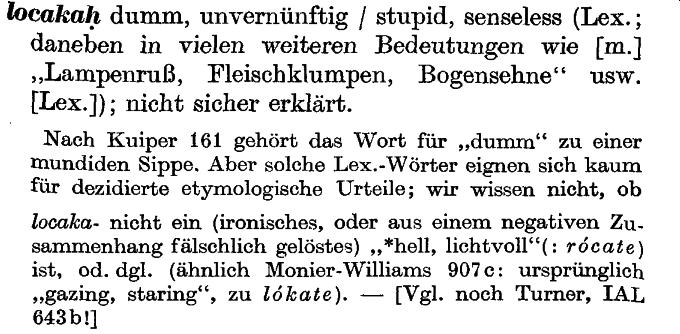 locakaḥ dumm, unvernünftig / stupid, senseless (Lex.;
daneben in vielen weiteren Bedeutungen wie [m.]
„Lampenruß, Fleischklumpen, Bogensehne“ usw.
[Lex.]); nicht sicher erklärt.
Nach Kuiper 161 gehört das Wort für „dumm“ zu einer
mundiden Sippe. Aber solche Lex.-Wörter eignen sich kaum
für dezidierte etymologische Urteile; wir wissen nicht, ob
locaka- nicht ein (ironisches, oder aus einem negativen Zu-
sammenhang fälschlich gelöstes) „*hell, lichtvoll“(: rócate)
ist, od. dgl. (ähnlich Monier-Williams 907c: ursprünglich
„gazing, staring“, zu lókate). — [Vgl. noch Turner, IAL
643b!]